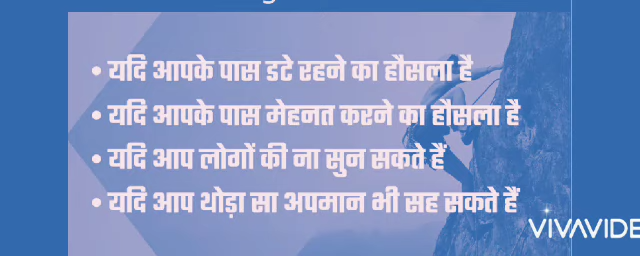 • यदि आपके पास डटे रहने का हौसला है
• यदि आपके पास मेहनत करने का हौसला है
• यदि आप लोगों की ना सुन सकते हैं
• यदि आप थोड़ा सा अपमान भी सह सकते हैं
VIVAVIDE